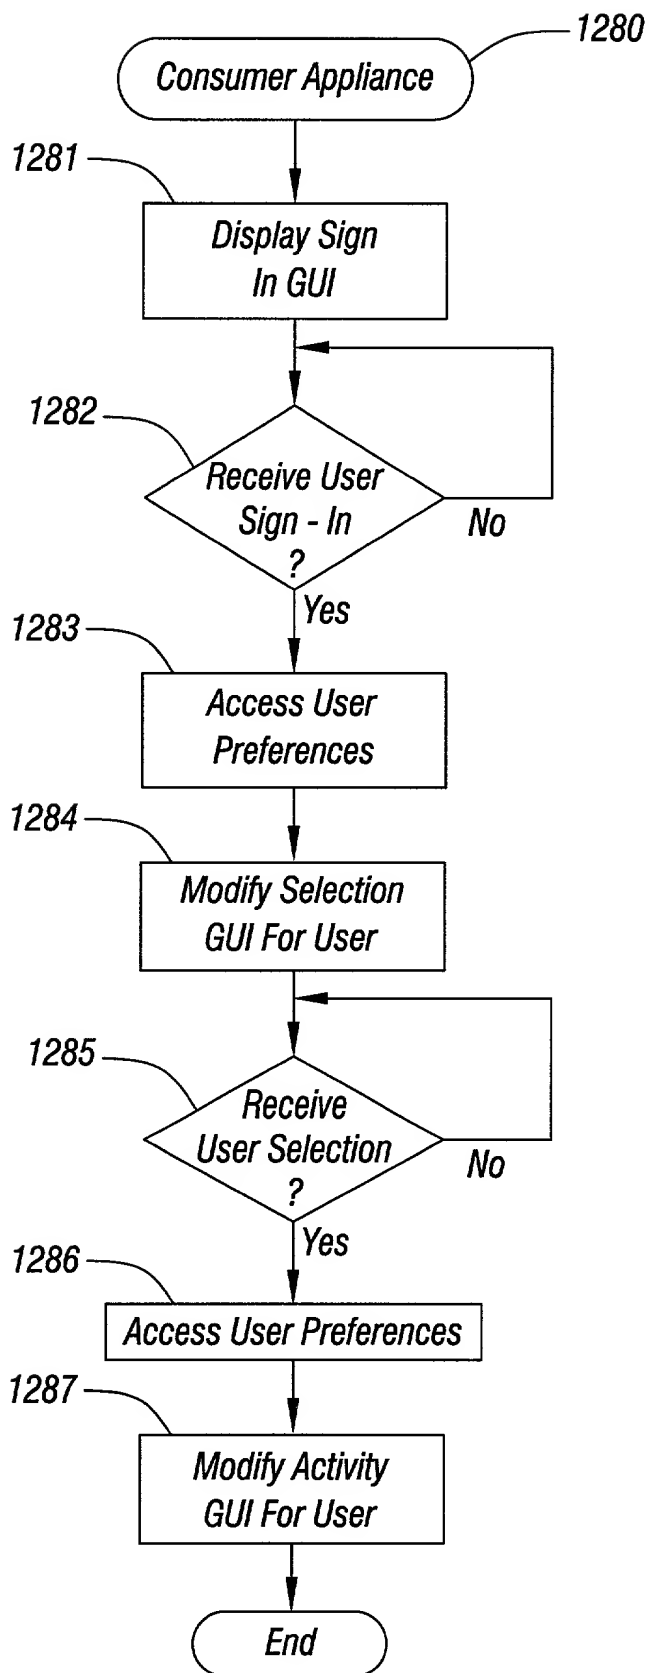 1280
Consumer Appliance
1281
Display Sign
In GUI
1282
Receive User
Sign - In
?
No
Yes
1283
Access User
Preferences
1284
Modify Selection
GUI For User
1285
Receive
User Selection
?
No
Yes
1286
Access User Preferences
1287
Modify Activity
GUI For User
End